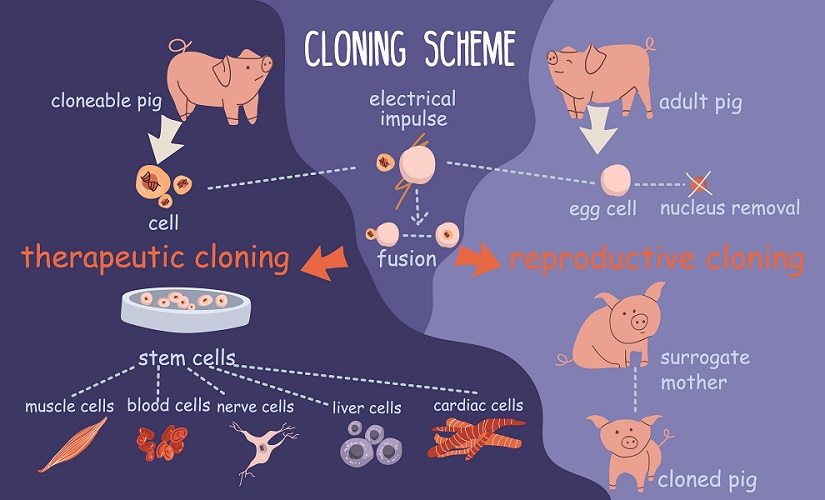 CLONING SCHEME
cloneable pig
electrical
impulse
adult pig
cell
egg cell
nucleus removal
therapeutic cloning
fusion
reproductive cloning
stem cells
surrogate
mother
muscle cells
blood cells
nerve cells
liver cells
cardiac cells
cloned pig